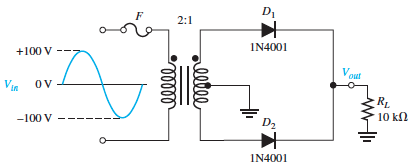 F
2:1
D1
1N4001
+100 V
Vin
0 V
–100 V
Vout
RL
10 kΩ
D2
1N4001